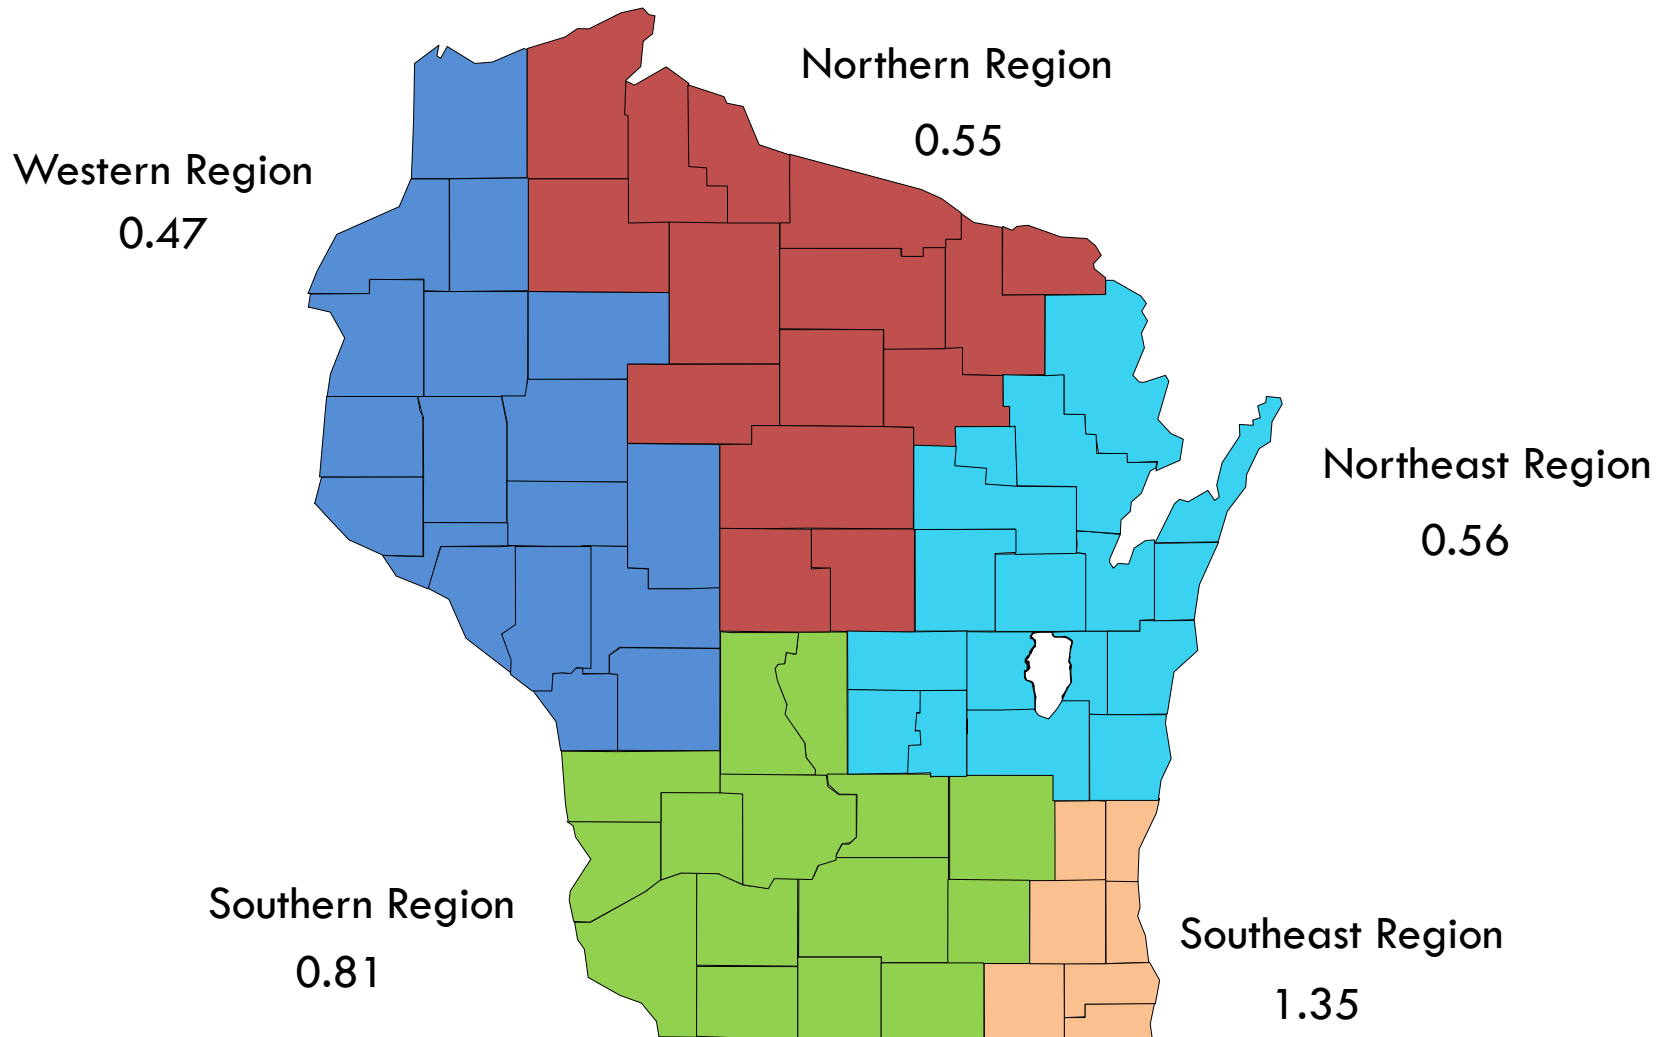 Northern Region
0.55
Western Region
0.47
Northeast Region
0.56
Southern Region
0.81
Southeast Region
1.35